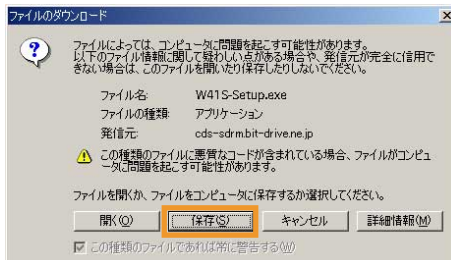 ファイルのダウンロード
ファイルによっては、コンピュータに問題を起こす可能性があります。
以下のファイル情報に関して疑わしい点がある場合や、発信元が完全に信用で
きない場合は、このファイルを開いたり保存したりしないでください。
ファイル名: W41S-Setup.exe
ファイルの種類: アプリケーション
発信元: cds-sdrm.bit-drive.ne.jp
この種類のファイルに悪質なコードが含まれている場合、ファイルがコンピュ
ータに問題を起こす可能性があります。
ファイルを開くか、ファイルをコンピュータに保存するか選択してください。
開く(O) 保存(S) キャンセル 詳細情報(M)
この種類のファイルであれば常に警告する(W)